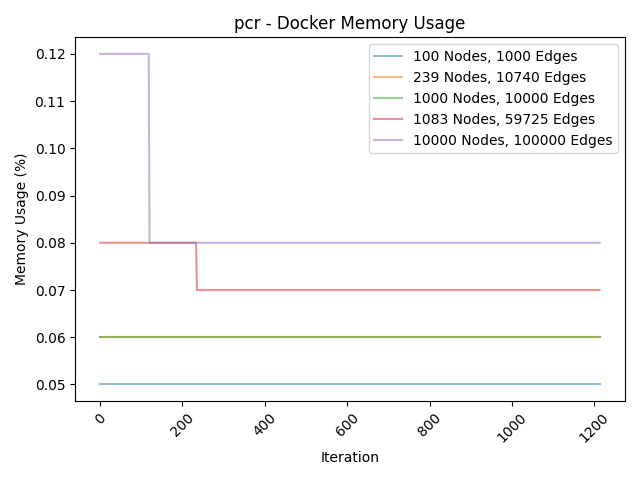 pcr - Docker Memory Usage
100 Nodes, 1000 Edges
239 Nodes, 10740 Edges
1000 Nodes, 10000 Edges
1083 Nodes, 59725 Edges
10000 Nodes, 100000 Edges
Memory Usage (%)
0.12
0.11
0.10
0.09
0.08
0.07
0.06
0.05
0
200
400
600
800
1000
1200
Iteration